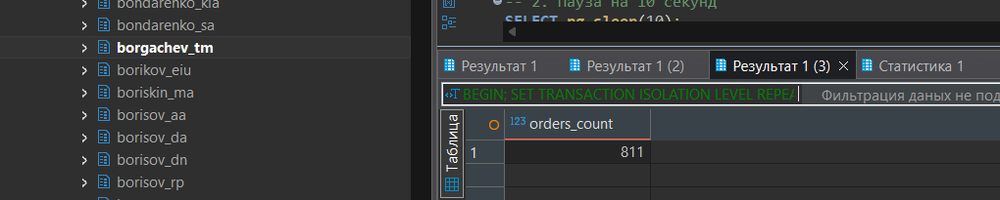 bondarenko_kia
bondarenko_sa
borgachev_tm
borikov_eiu
boriskin_ma
borisov_aa
borisov_da
borisov_dn
borisov_rp
-- 2. Пауза на 10 секунд
SELECT pg_sleep(10);
Результат 1
Результат 1 (2)
Результат 1 (3)
Статистика 1
BEGIN; SET TRANSACTION ISOLATION LEVEL REPEA
Фильтрация даных не под
Таблица
123 orders_count
1 811